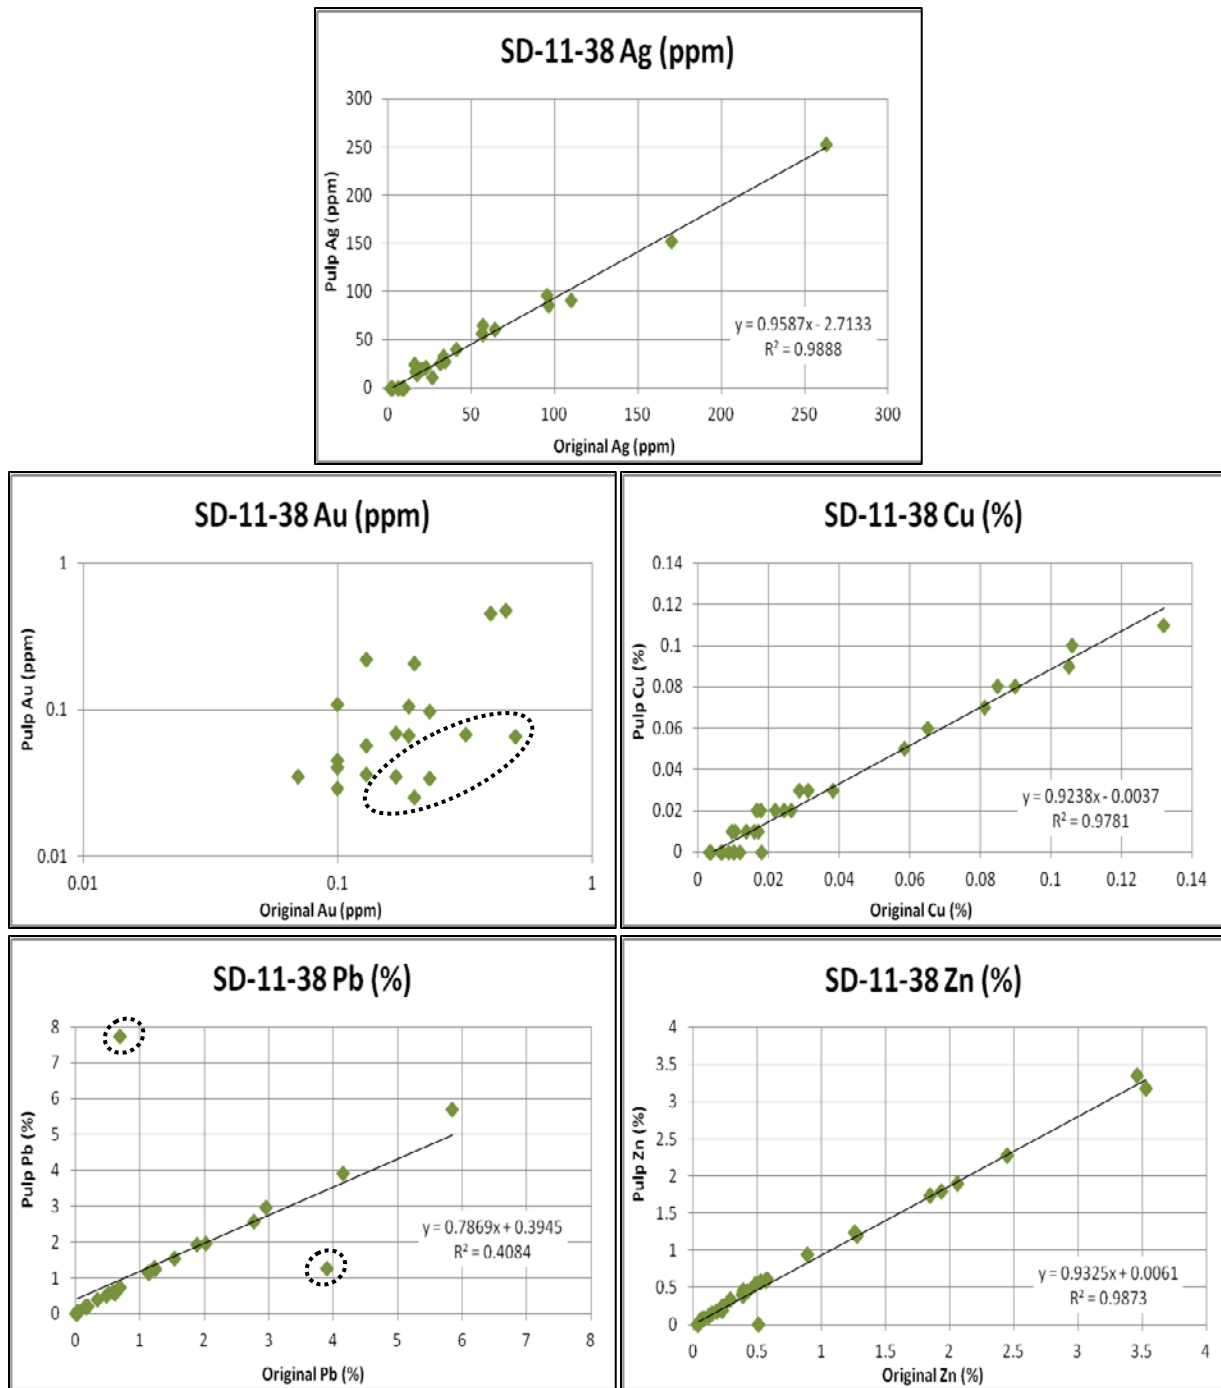 SD-11-38 Ag (ppm)
300
250
200
150
100
50
0
Pulp Ag (ppm)
y = 0.9587x - 2.7133
R² = 0.9888
0 50 100 150 200 250 300
Original Ag (ppm)
SD-11-38 Au (ppm)
1
0.1
0.01
Pulp Au (ppm)
0.01 0.1 1
Original Au (ppm)
SD-11-38 Cu (%)
0.14
0.12
0.1
0.08
0.06
0.04
0.02
0
Pulp Cu (%)
y = 0.9238x - 0.0037
R² = 0.9781
0 0.02 0.04 0.06 0.08 0.1 0.12 0.14
Original Cu (%)
SD-11-38 Pb (%)
8
7
6
5
4
3
2
1
0
Pulp Pb (%)
y = 0.7869x + 0.3945
R² = 0.4084
0 1 2 3 4 5 6 7 8
Original Pb (%)
SD-11-38 Zn (%)
4
3.5
3
2.5
2
1.5
1
0.5
0
Pulp Zn (%)
y = 0.9325x + 0.0061
R² = 0.9873
0 0.5 1 1.5 2 2.5 3 3.5 4
Original Zn (%)